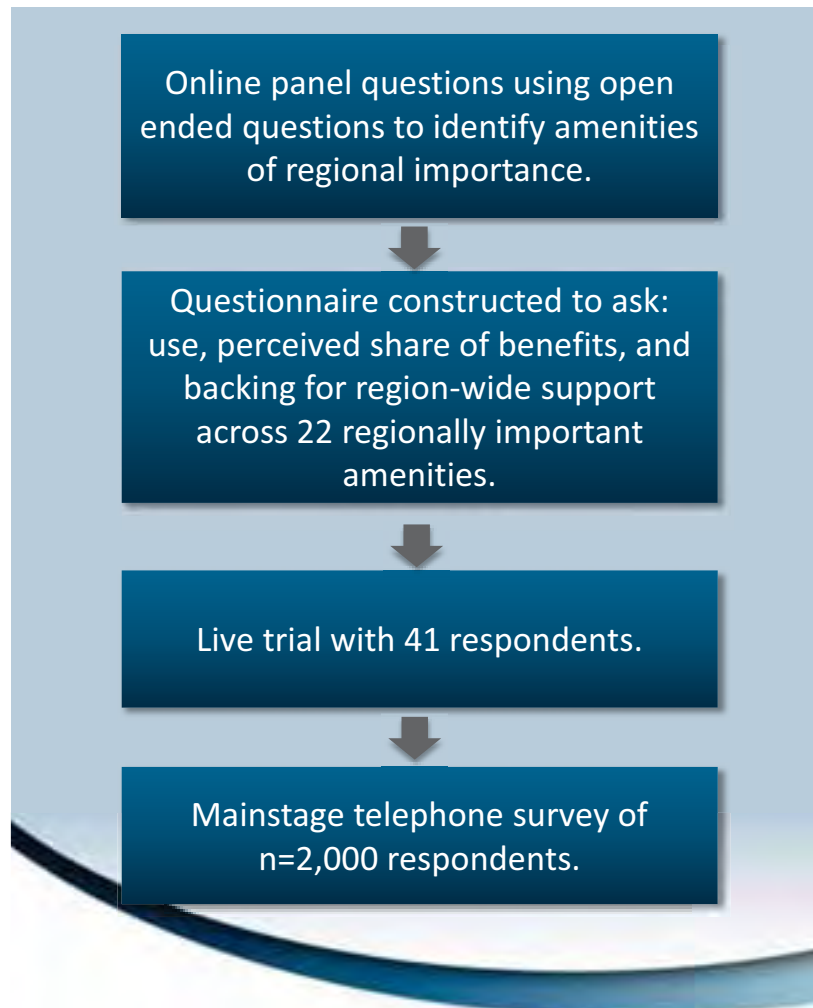 Online panel questions using open
ended questions to identify amenities
of regional importance.
Questionnaire constructed to ask:
use, perceived share of benefits, and
backing for region-wide support
across 22 regionally important
amenities.
Live trial with 41 respondents.
Mainstage telephone survey of
n=2,000 respondents.